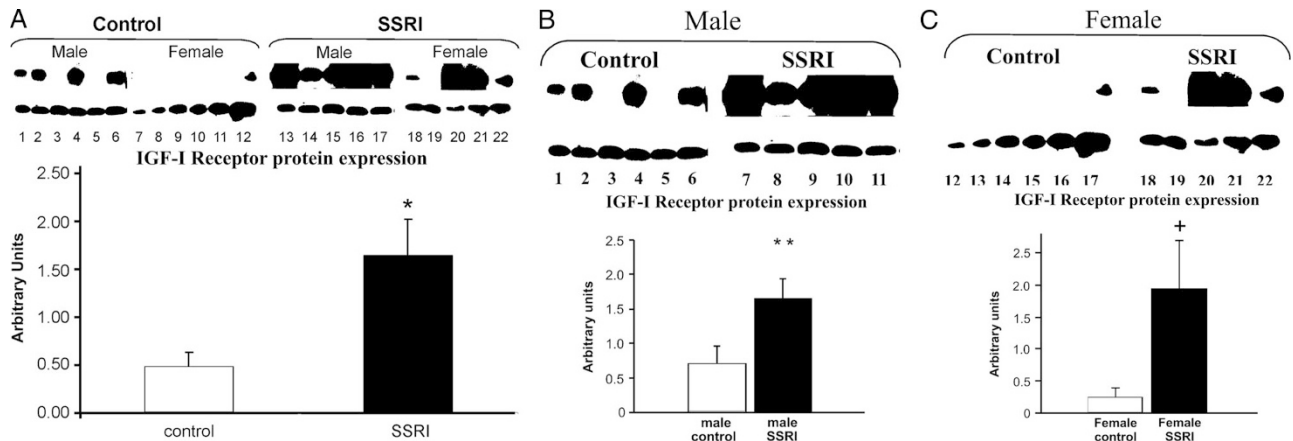 A
Control SSRI
Male Female Male Female
1 2 3 4 5 6 7 8 9 10 11 12 13 14 15 16 17 18 19 20 21 22
IGF-I Receptor protein expression
Arbitrary Units
2.50
2.00
1.50
1.00
0.50
0.00
*
control SSRI
B
Male
Control SSRI
1 2 3 4 5 6 7 8 9 10 11
IGF-I Receptor protein expression
Arbitrary units
2.5
2.0
1.5
1.0
0.5
0
* *
male control
male SSRI
C
Female
Control SSRI
12 13 14 15 16 17 18 19 20 21 22
IGF-I Receptor protein expression
Arbitrary units
2.5
2.0
1.5
1.0
0.5
0
+
Female control
Female SSRI